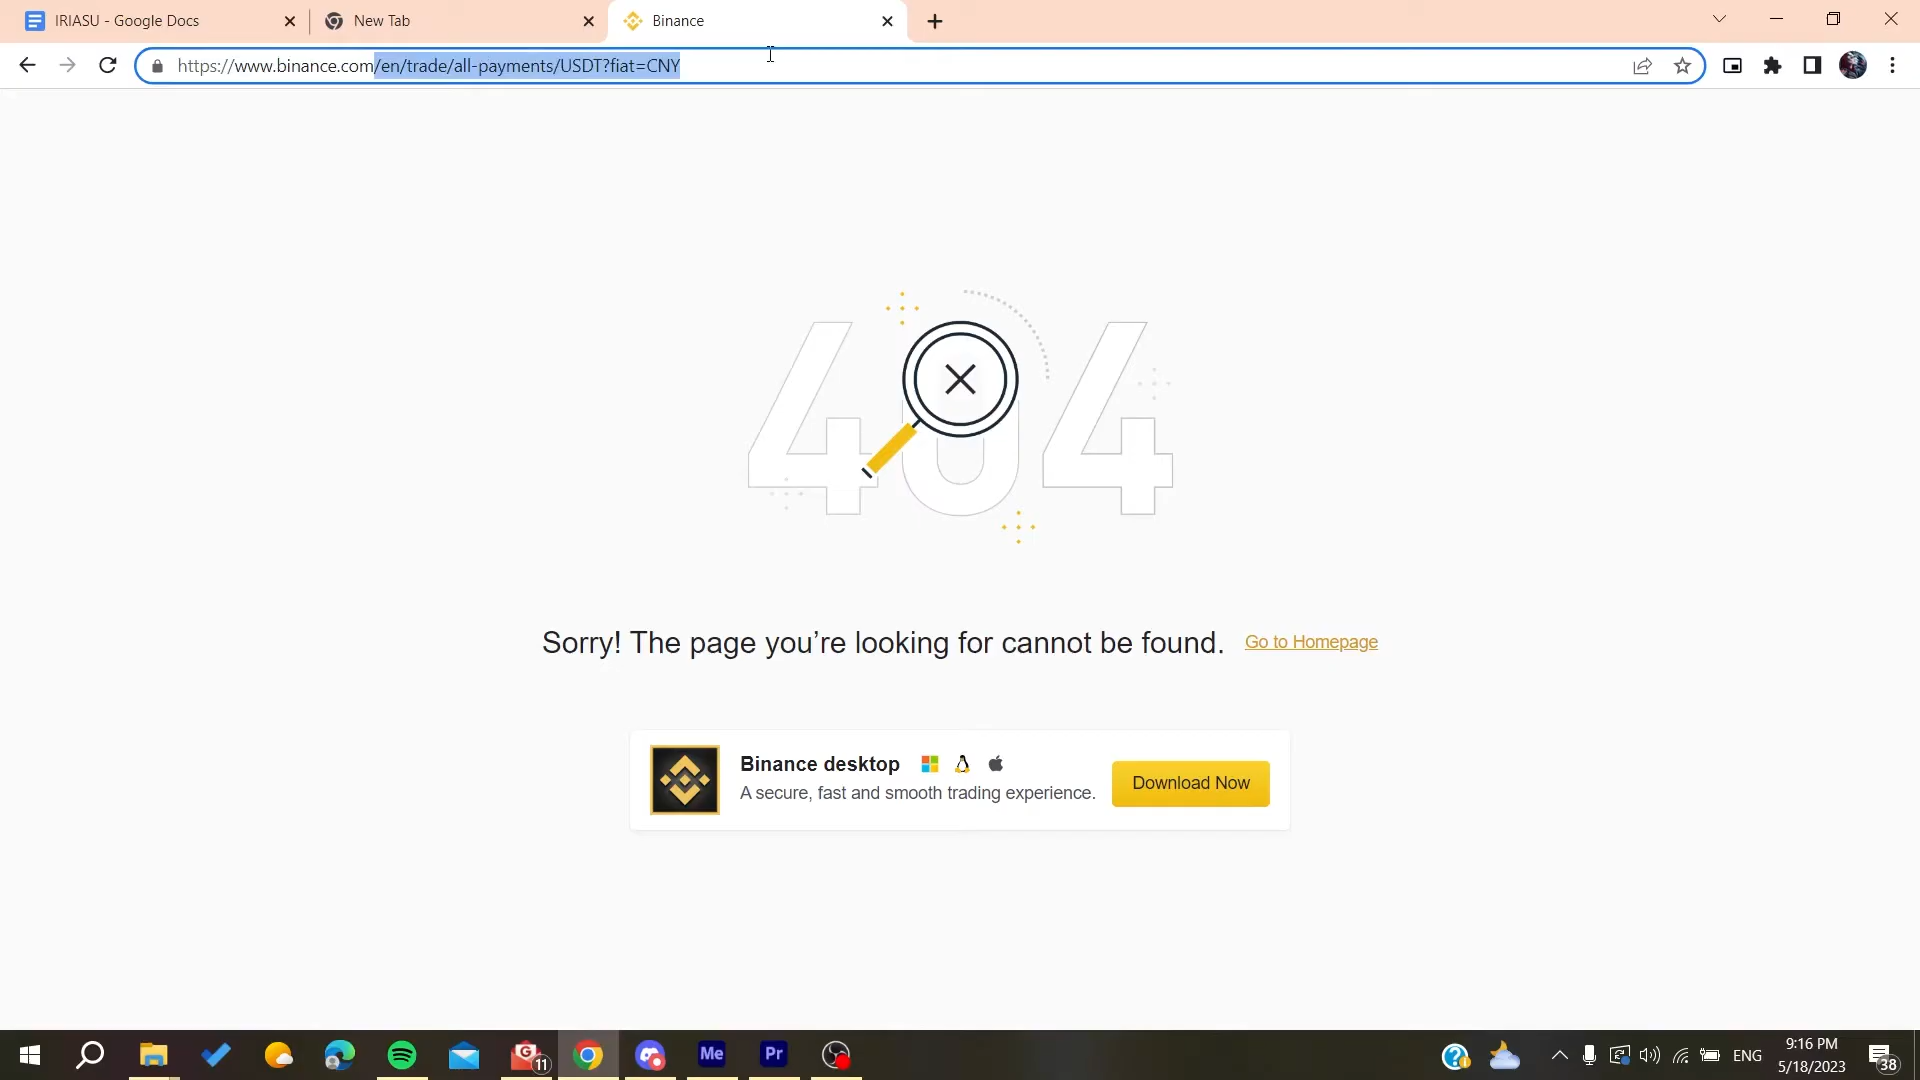 IRIASU - Google Docs
New Tab
Binance
https://www.binance.com/en/trade/all-payments/USDT?fiat=CNY
404
Sorry! The page you’re looking for cannot be found. Go to Homepage
Binance desktop
A secure, fast and smooth trading experience.
Download Now
G
11
Me
Pr
ENG
9:16 PM
5/18/2023
38